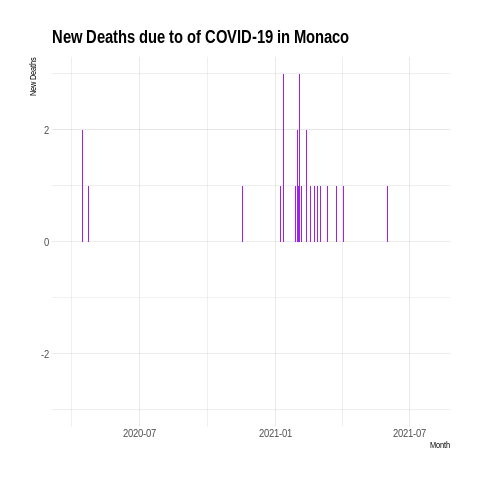 New Deaths due to of COVID-19 in Monaco
New Deaths
2
0
-2
2020-07
2021-01
2021-07
Month